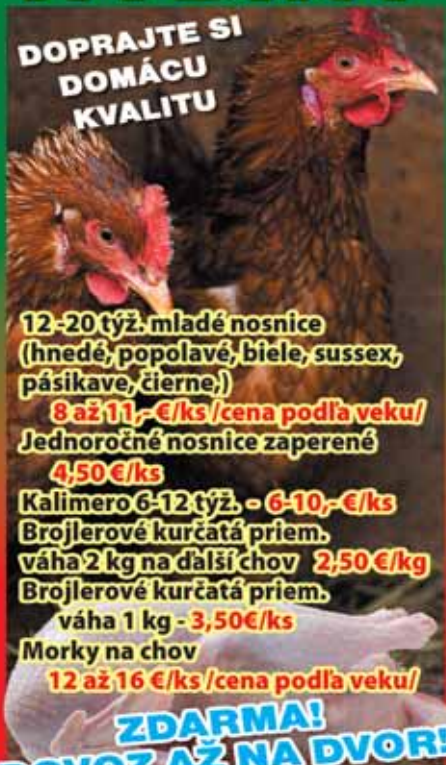 DOPRAJTE SI
DOMÁCU
KVALITU
12-20 týž. mladé nosnice
(hnedé, popolavé, biele, sussex,
pásikave, čierne,)
8 až 11,- €/ks /cena podľa veku/
Jednoročné nosnice zaperené
4,50 €/ks
Kalimero 6-12 týž. - 6-10,- €/ks
Brojlerové kurčatá priem.
váha 2 kg na ďalší chov 2,50 €/kg
Brojlerové kurčatá priem.
váha 1 kg - 3,50€/ks
Morky na chov
12 až 16 €/ks /cena podľa veku/
ZDARMA!
DOVOZ AŽ NA DVOR!